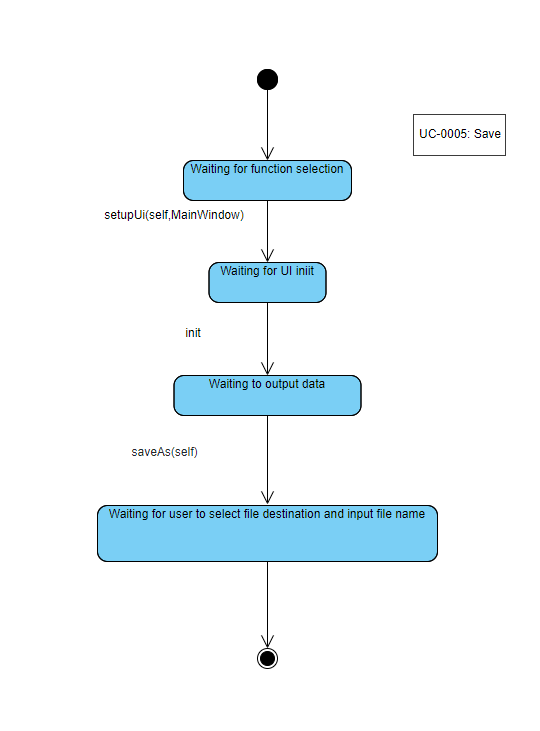 UC-0005: Save
Waiting for function selection
setupUi(self,MainWindow)
Waiting for UI iniit
init
Waiting to output data
saveAs(self)
Waiting for user to select file destination and input file name